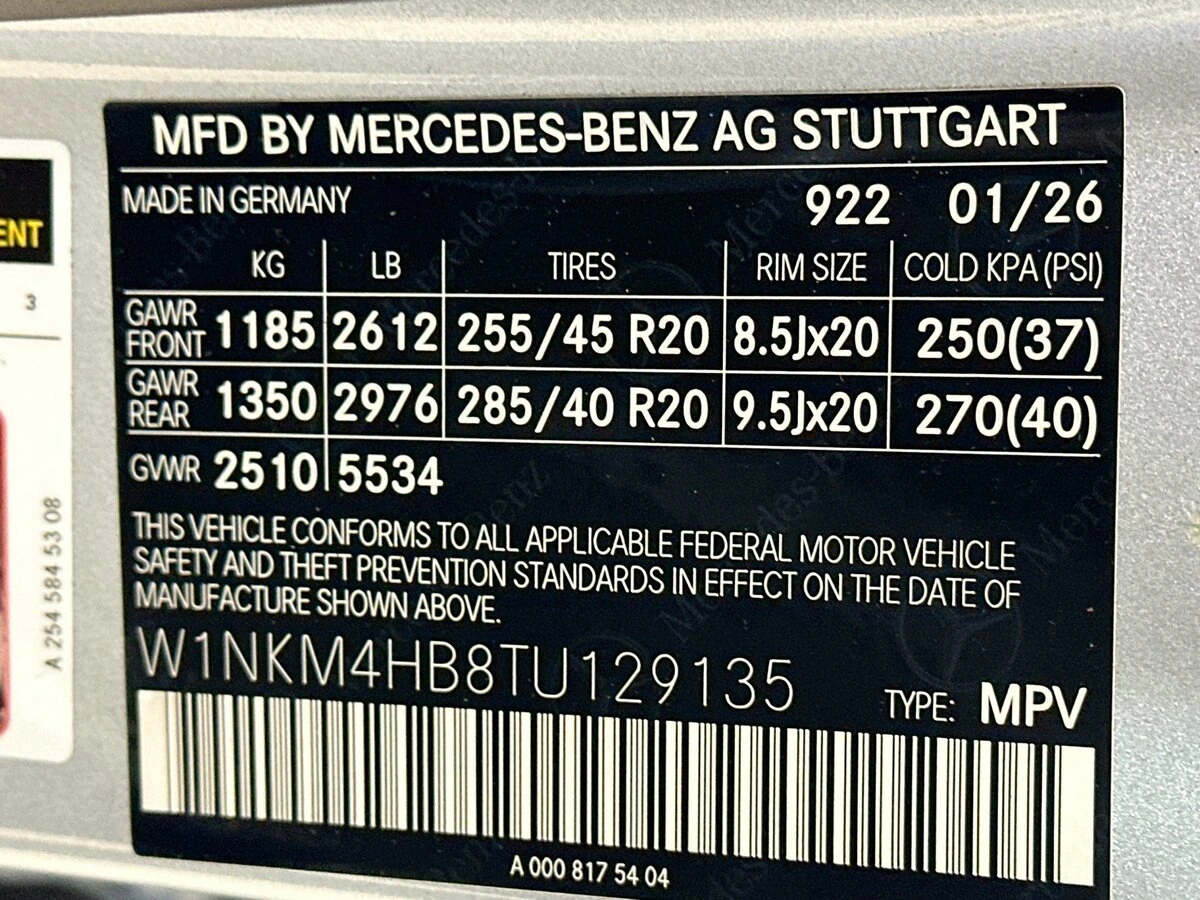 MFD BY MERCEDES-BENZ AG STUTTGART
MADE IN GERMANY 922 01/26
KG LB TIRES RIM SIZE COLD KPA (PSI)
GAWR FRONT 1185 2612 255/45 R20 8.5Jx20 250(37)
GAWR REAR 1350 2976 285/40 R20 9.5Jx20 270(40)
GVWR 2510 5534
THIS VEHICLE CONFORMS TO ALL APPLICABLE FEDERAL MOTOR VEHICLE
SAFETY AND THEFT PREVENTION STANDARDS IN EFFECT ON THE DATE OF
MANUFACTURE SHOWN ABOVE.
W1NKM4HB8TU129135
TYPE: MPV
A 000 817 54 04
ENT
3
A 254 584 53 08